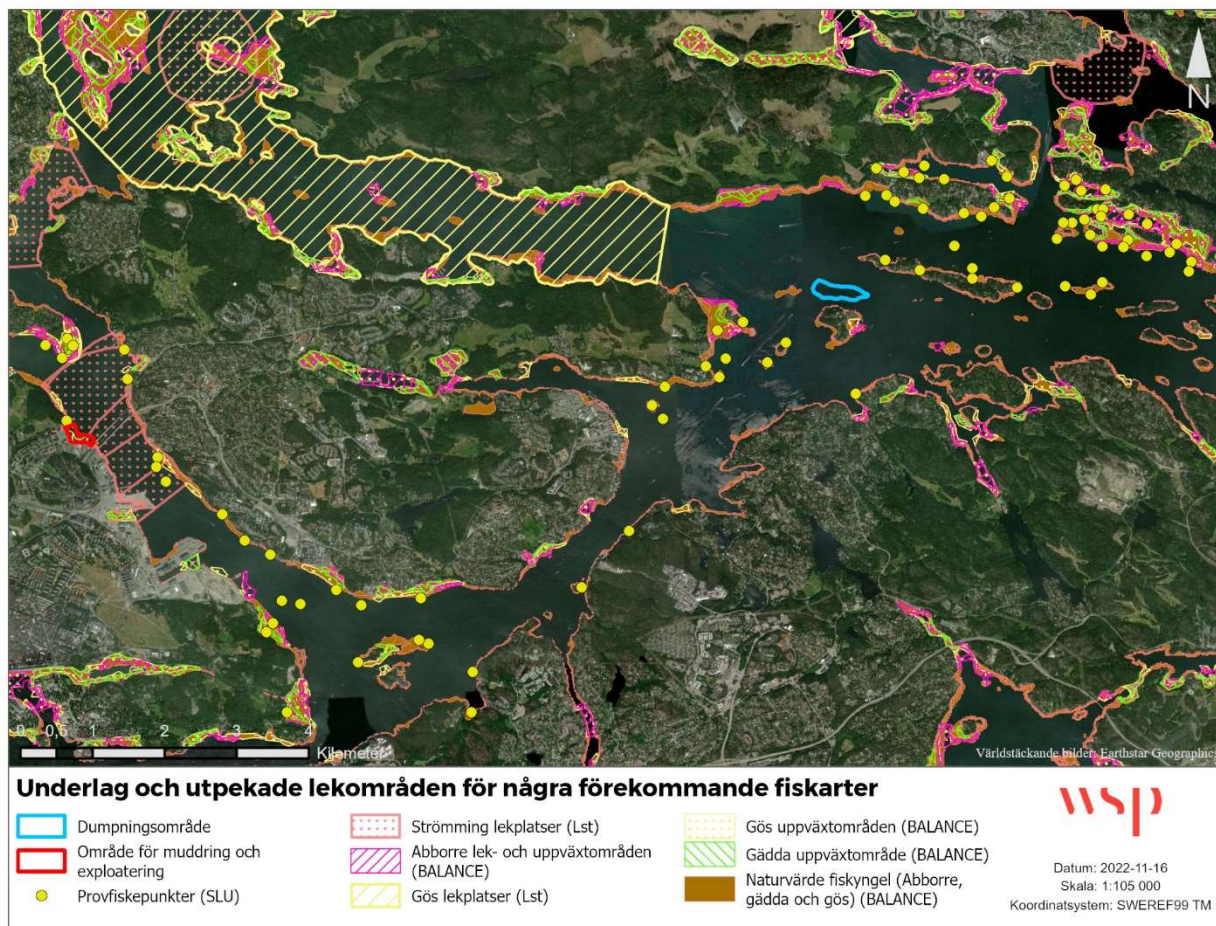 N
0 0,5 1 2 3 4
Kilometer
Världstäckande bilder: Earthstar Geographics
Underlag och utpekade lekområden för några förekommande fiskarter
Dumpningsområde
Område för muddring och
exploatering
Provfiskepunkter (SLU)
Strömming lekplatser (Lst)
Abborre lek- och uppväxtområden
(BALANCE)
Gös lekplatser (Lst)
Gös uppväxtområden (BALANCE)
Gädda uppväxtområde (BALANCE)
Naturvärde fiskyngel (Abborre,
gädda och gös) (BALANCE)
wsp
Datum: 2022-11-16
Skala: 1:105 000
Koordinatsystem: SWEREF99 TM